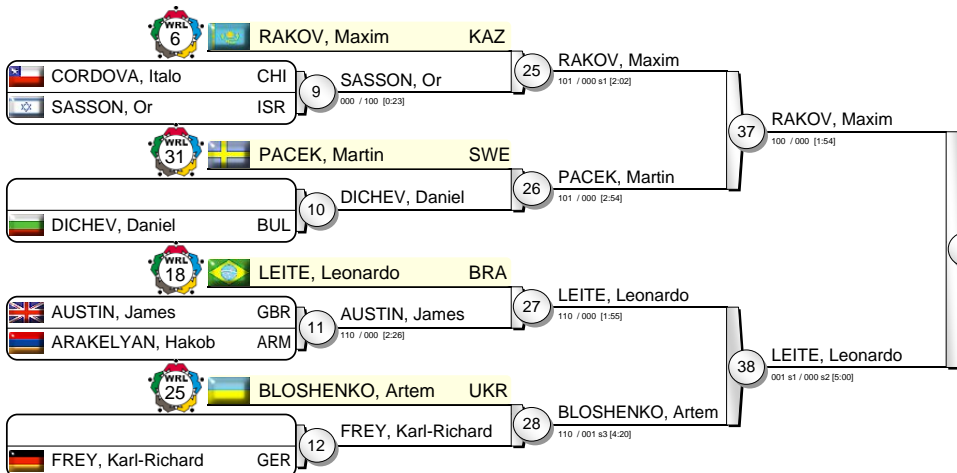 WRL 6 RAKOV, Maxim KAZ
CORDOVA, Italo CHI
SASSON, Or ISR
9 SASSON, Or
000 / 100 [0:23]
25 RAKOV, Maxim
101 / 000 s1 [2:02]
WRL 31 PACEK, Martin SWE
DICHEV, Daniel BUL
10 DICHEV, Daniel
26 PACEK, Martin
101 / 000 [2:54]
37 RAKOV, Maxim
100 / 000 [1:54]
WRL 18 LEITE, Leonardo BRA
AUSTIN, James GBR
ARAKELYAN, Hakob ARM
11 AUSTIN, James
110 / 000 [2:26]
27 LEITE, Leonardo
110 / 000 [1:55]
WRL 25 BLOSHENKO, Artem UKR
FREY, Karl-Richard GER
12 FREY, Karl-Richard
28 BLOSHENKO, Artem
110 / 001 s3 [4:20]
38 LEITE, Leonardo
001 s1 / 000 s2 [5:00]